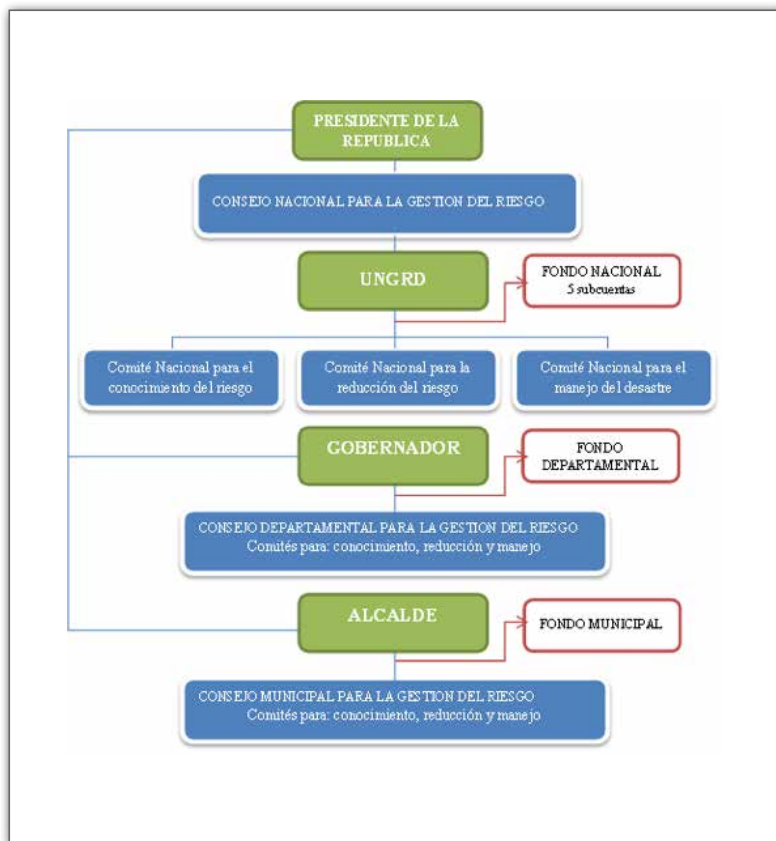 PRESIDENTE DE LA
REPUBLICA
CONSEJO NACIONAL PARA LA GESTION DEL RIESGO
UNGRD
FONDO NACIONAL
5 subcuentas
Comité Nacional para el
conocimiento del riesgo
Comité Nacional para la
reducción del riesgo
Comité Nacional para el
manejo del desastre
GOBERNADOR
FONDO
DEPARTAMENTAL
CONSEJO DEPARTAMENTAL PARA LA GESTION DEL RIESGO
Comités para: conocimiento, reducción y manejo
ALCALDE
FONDO MUNICIPAL
CONSEJO MUNICIPAL PARA LA GESTION DEL RIESGO
Comités para: conocimiento, reducción y manejo